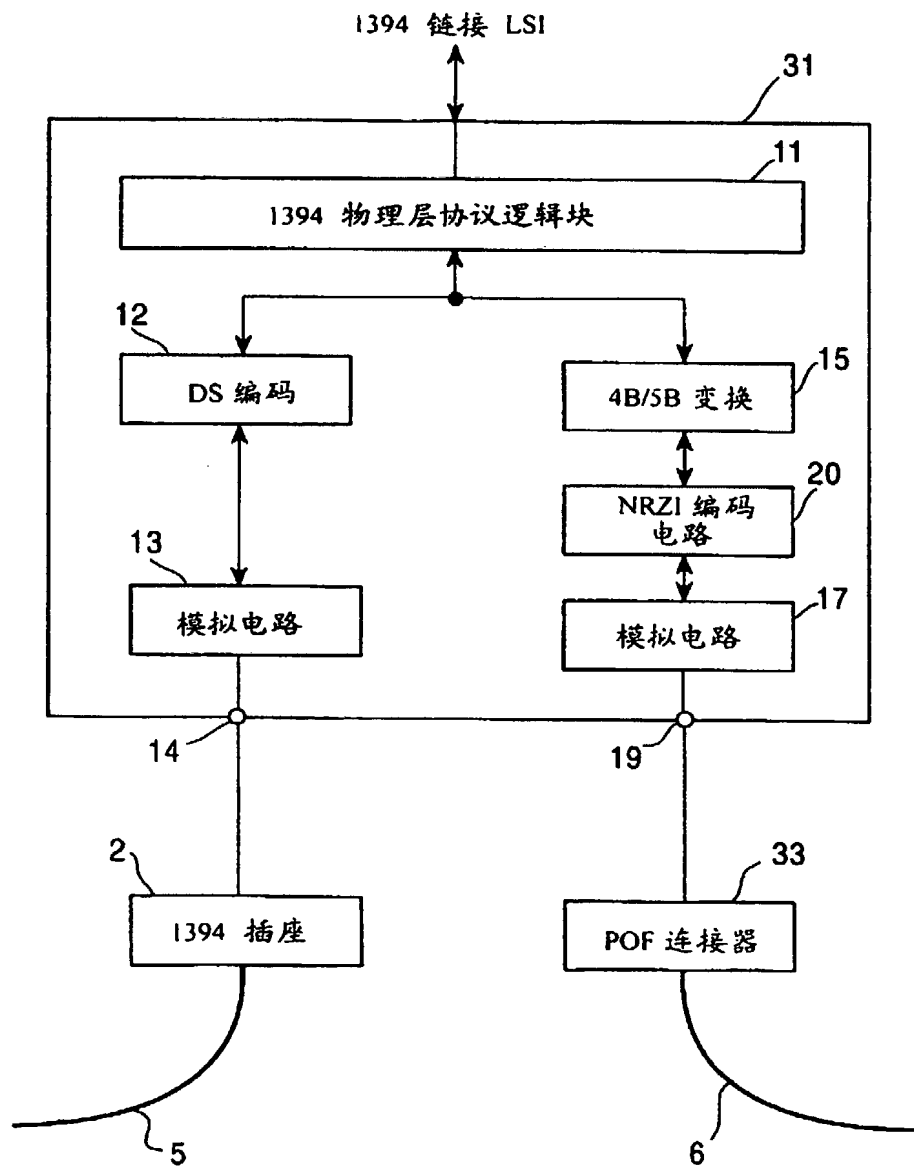 1394 链接 LSI
31
11
1394 物理层协议逻辑块
12
DS 编码
15
4B/5B 变换
20
NRZI 编码
电路
13
模拟电路
17
模拟电路
14
19
2
1394 插座
33
POF 连接器
5
6